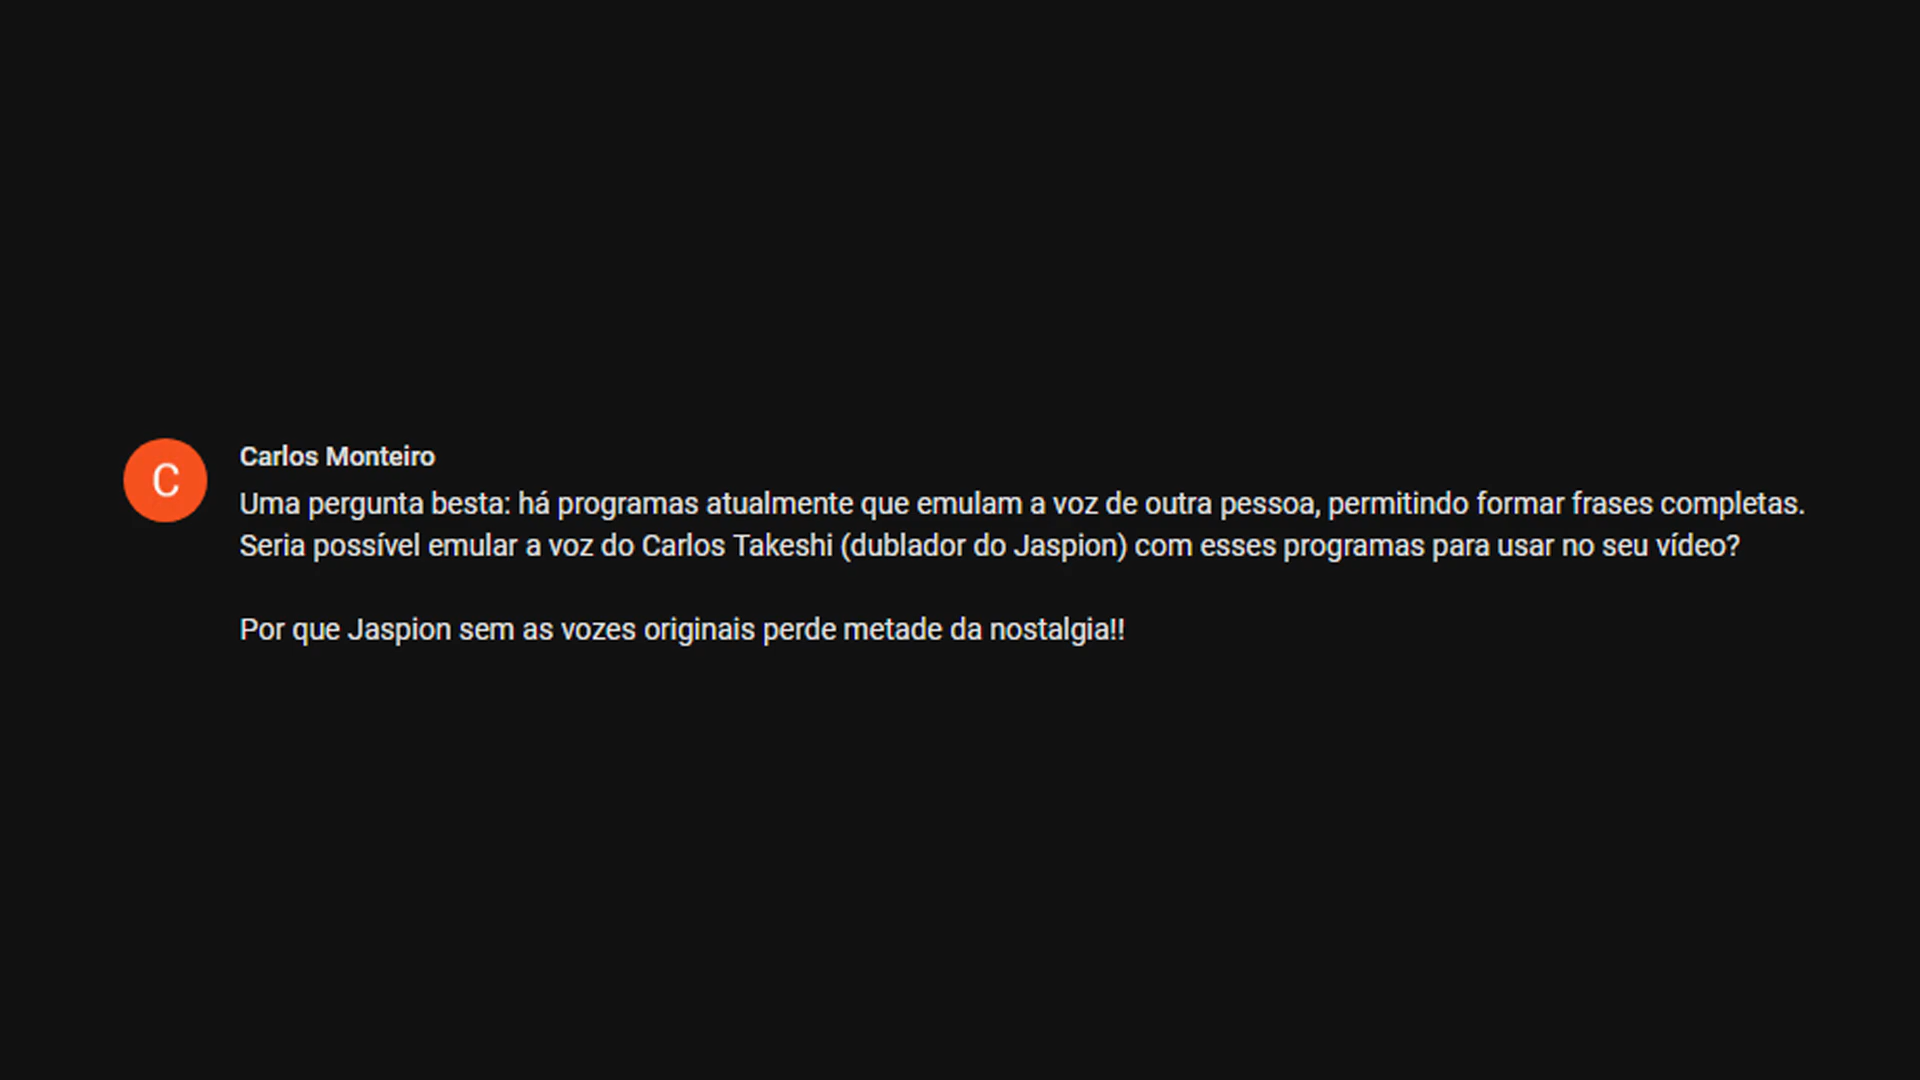 C
Carlos Monteiro
Uma pergunta besta: há programas atualmente que emulam a voz de outra pessoa, permitindo formar frases completas.
Seria possível emular a voz do Carlos Takeshi (dublador do Jaspion) com esses programas para usar no seu vídeo?
Por que Jaspion sem as vozes originais perde metade da nostalgia!!